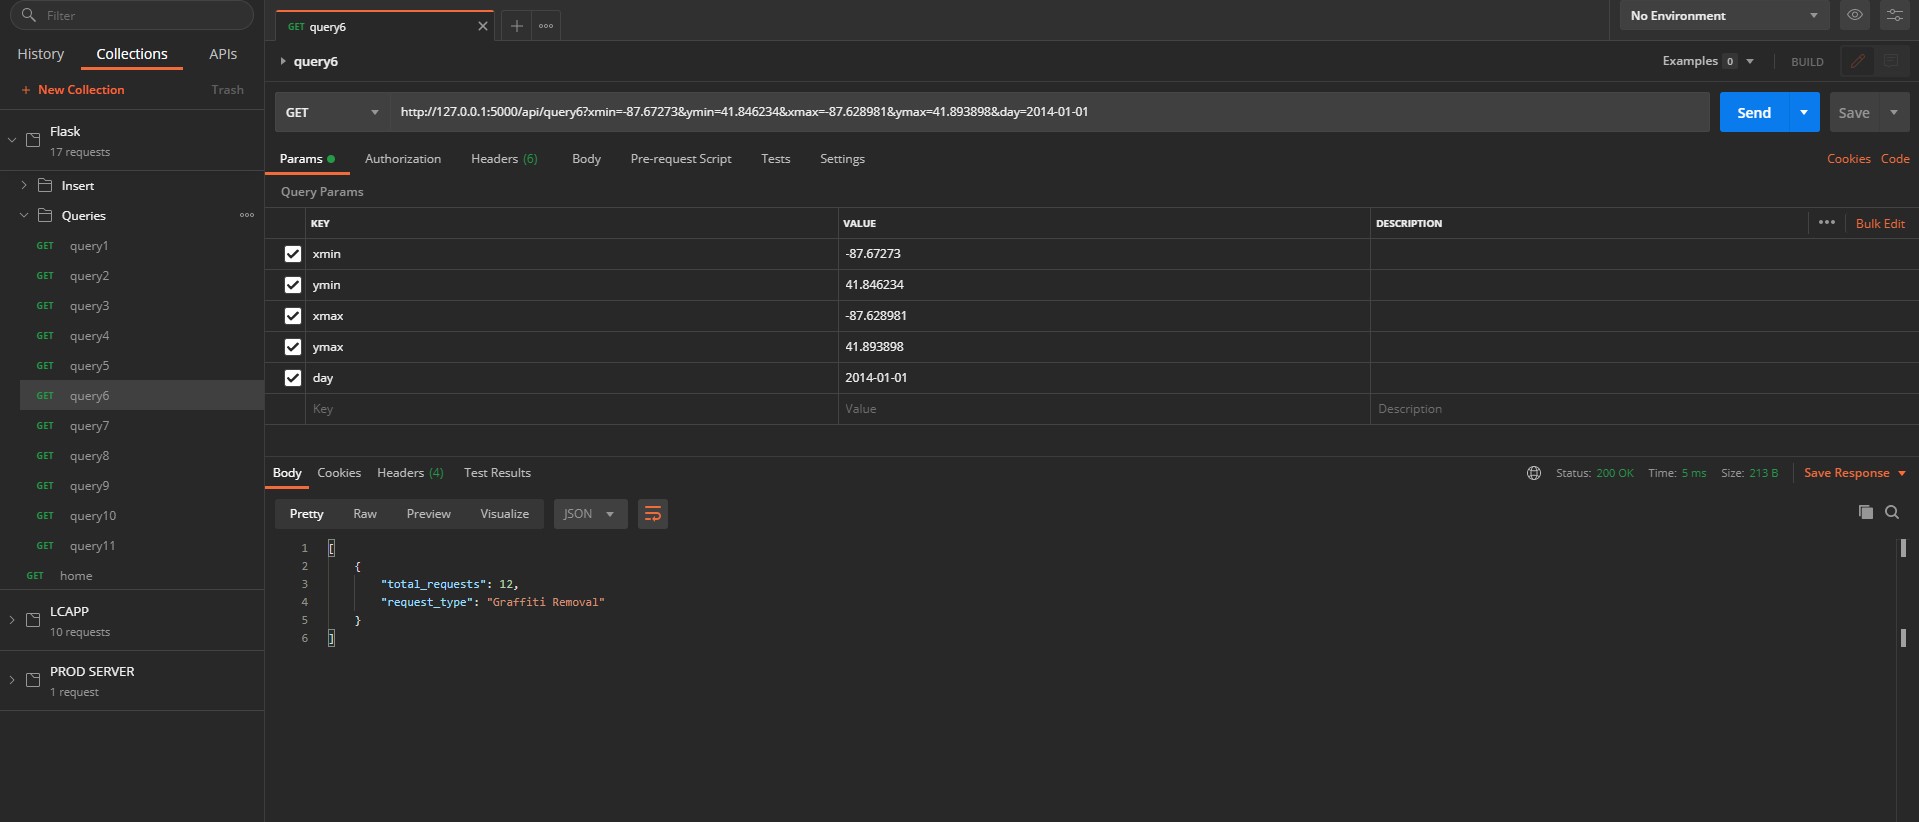 Filter
History Collections APIs
+ New Collection Trash
Flask
17 requests
Insert
Queries
GET query1
GET query2
GET query3
GET query4
GET query5
GET query6
GET query7
GET query8
GET query9
GET query10
GET query11
GET home
LCAPP
10 requests
PROD SERVER
1 request
GET query6
No Environment
query6
Examples 0 BUILD
GET http://127.0.0.1:5000/api/query6?xmin=-87.67273&ymin=41.846234&xmax=-87.628981&ymax=41.893898&day=2014-01-01 Send Save
Params Authorization Headers (6) Body Pre-request Script Tests Settings Cookies Code
Query Params
KEY VALUE DESCRIPTION Bulk Edit
xmin -87.67273
ymin 41.846234
xmax -87.628981
ymax 41.893898
day 2014-01-01
Key Value Description
Body Cookies Headers (4) Test Results Status: 200 OK Time: 5 ms Size: 213 B Save Response
Pretty Raw Preview Visualize JSON
1 [
2 {
3 "total_requests": 12,
4 "request_type": "Graffiti Removal"
5 }
6 ]